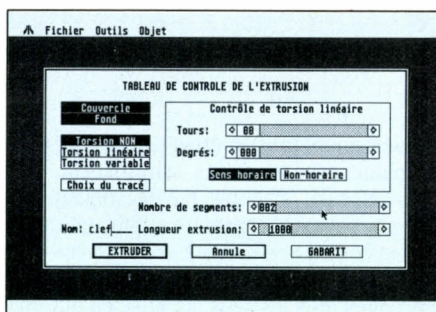 Fichier Outils Objet
TABLEAU DE CONTROLE DE L'EXTRUSION
Couvercle
Fond
Torsion NON
Torsion linéaire
Torsion variable
Choix du tracé
Contrôle de torsion linéaire
Tours: 00
Degrés: 000
Sens horaire Non-horaire
Nombre de segments: 002
Nom: clef____ Longueur extrusion: 1000
EXTRUDER Annule GABARIT